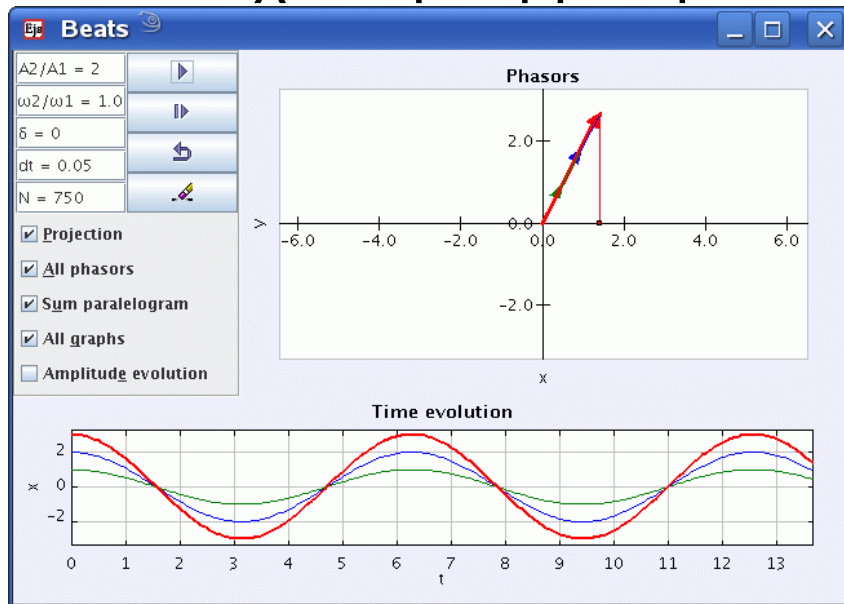 Ejs Beats
A2/A1 = 2
ω2/ω1 = 1.0
δ = 0
dt = 0.05
N = 750
Projection
All phasors
Sum paralelogram
All graphs
Amplitude evolution
Phasors
2.0
0.0
-2.0
y
-6.0 -4.0 -2.0 0.0 2.0 4.0 6.0
x
Time evolution
2
0
-2
x
0 1 2 3 4 5 6 7 8 9 10 11 12 13
t